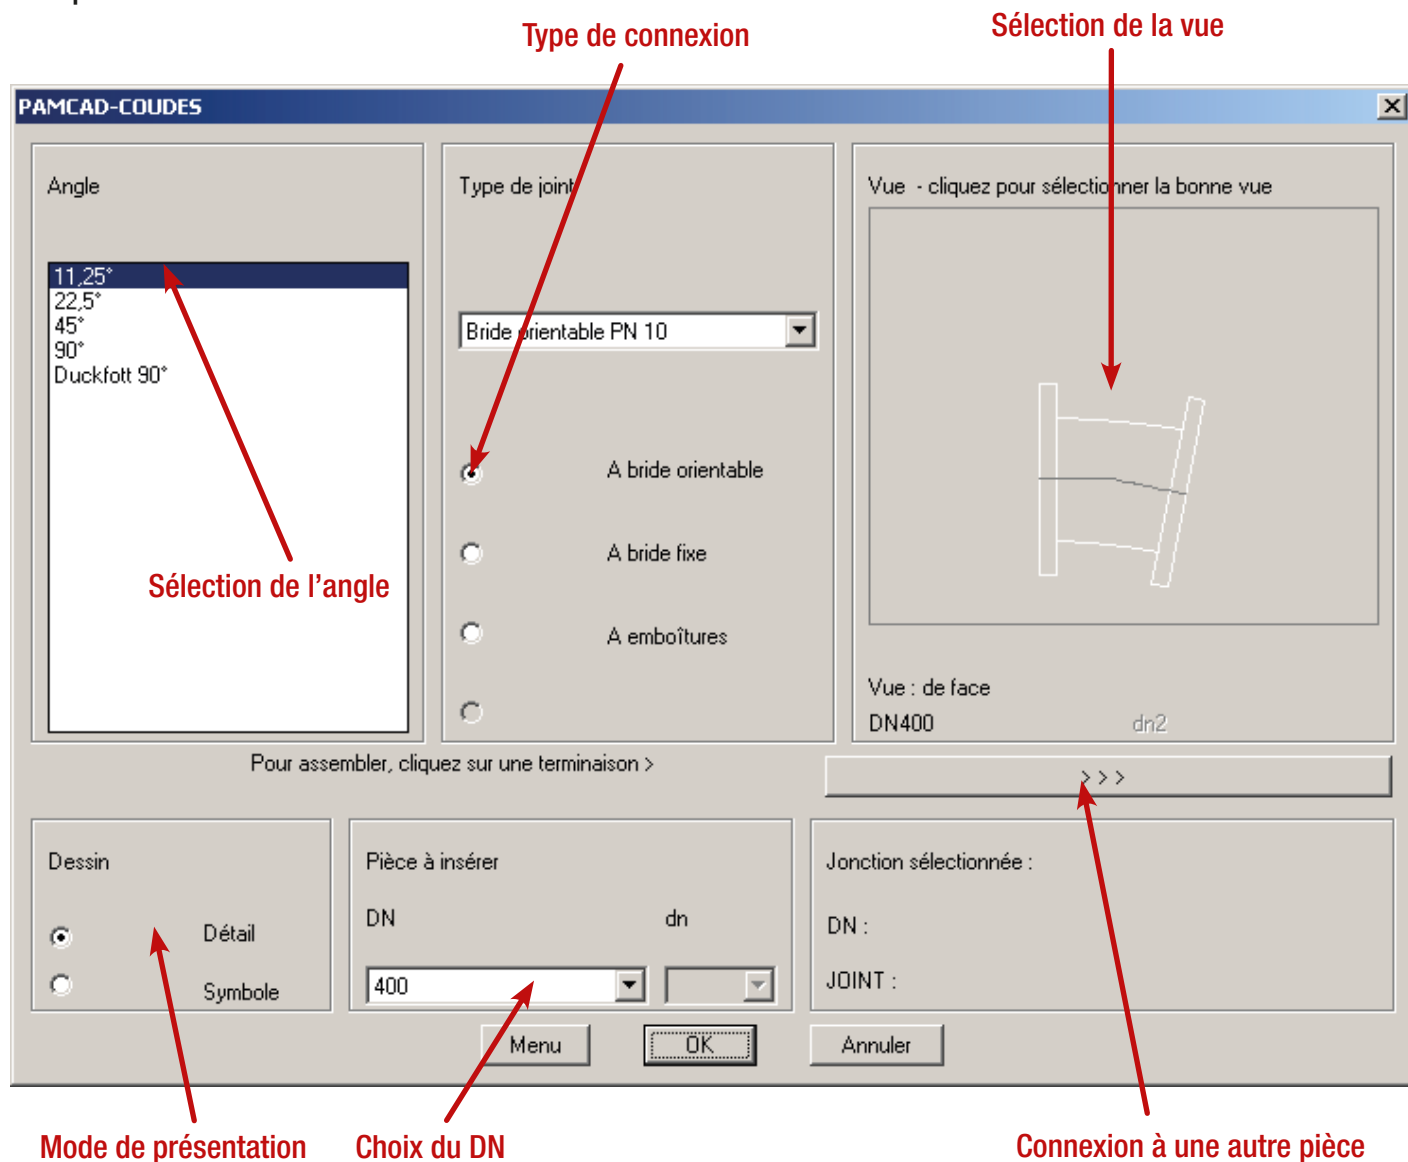 Type de connexion
Sélection de la vue
PAMCAD-COUDES
Angle
11,25°
22,5°
45°
90°
Duckfott 90°
Sélection de l'angle
Type de joint
Bride orientable PN 10
A bride orientable
A bride fixe
A emboîtures
Vue - cliquez pour sélectionner la bonne vue
Vue : de face
DN400 dn2
Pour assembler, cliquez sur une terminaison >
>>>
Dessin
Détail
Symbole
Pièce à insérer
DN dn
400
Jonction sélectionnée :
DN :
JOINT :
Menu OK Annuler
Mode de présentation
Choix du DN
Connexion à une autre pièce